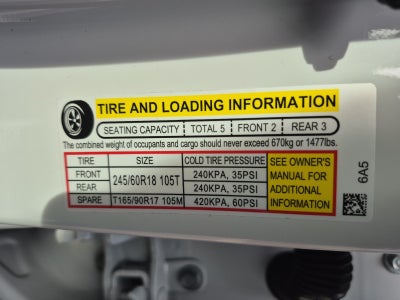 TIRE AND LOADING INFORMATION
SEATING CAPACITY | TOTAL 5 | FRONT 2 | REAR 3
The combined weight of occupants and cargo should never exceed 670kg or 1477lbs.
TIRE SIZE COLD TIRE PRESSURE SEE OWNER'S
FRONT 245/60R18 105T 240KPA, 35PSI MANUAL FOR
REAR 240KPA, 35PSI ADDITIONAL
SPARE T165/90R17 105M 420KPA, 60PSI INFORMATION
6A5